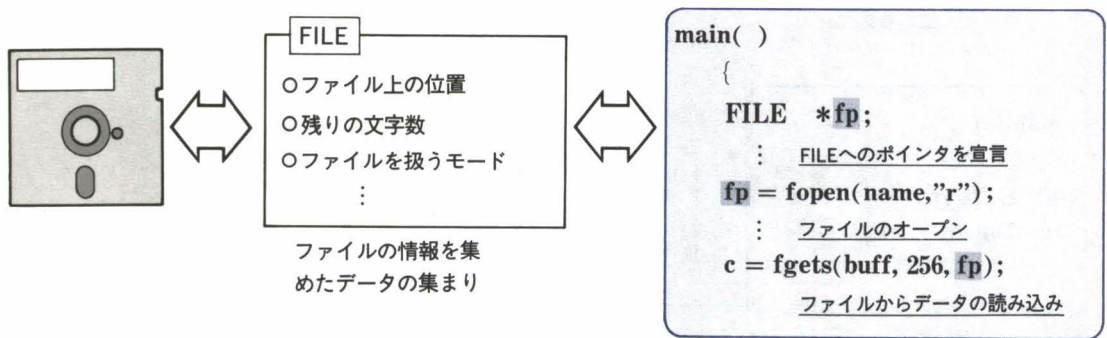 FILE
○ファイル上の位置
○残りの文字数
○ファイルを扱うモード
⋮
ファイルの情報を集
めたデータの集まり
main( )
{
FILE *fp;
⋮ FILEへのポインタを宣言
fp = fopen(name,"r");
⋮ ファイルのオープン
c = fgets(buff, 256, fp);
ファイルからデータの読み込み